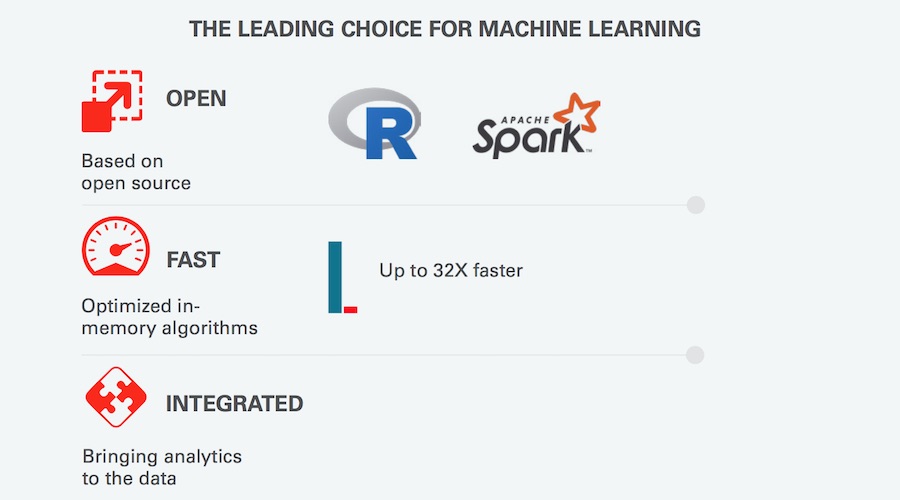 THE LEADING CHOICE FOR MACHINE LEARNING
OPEN
Based on
open source
R
APACHE
Spark™
FAST
Optimized in-
memory algorithms
Up to 32X faster
INTEGRATED
Bringing analytics
to the data